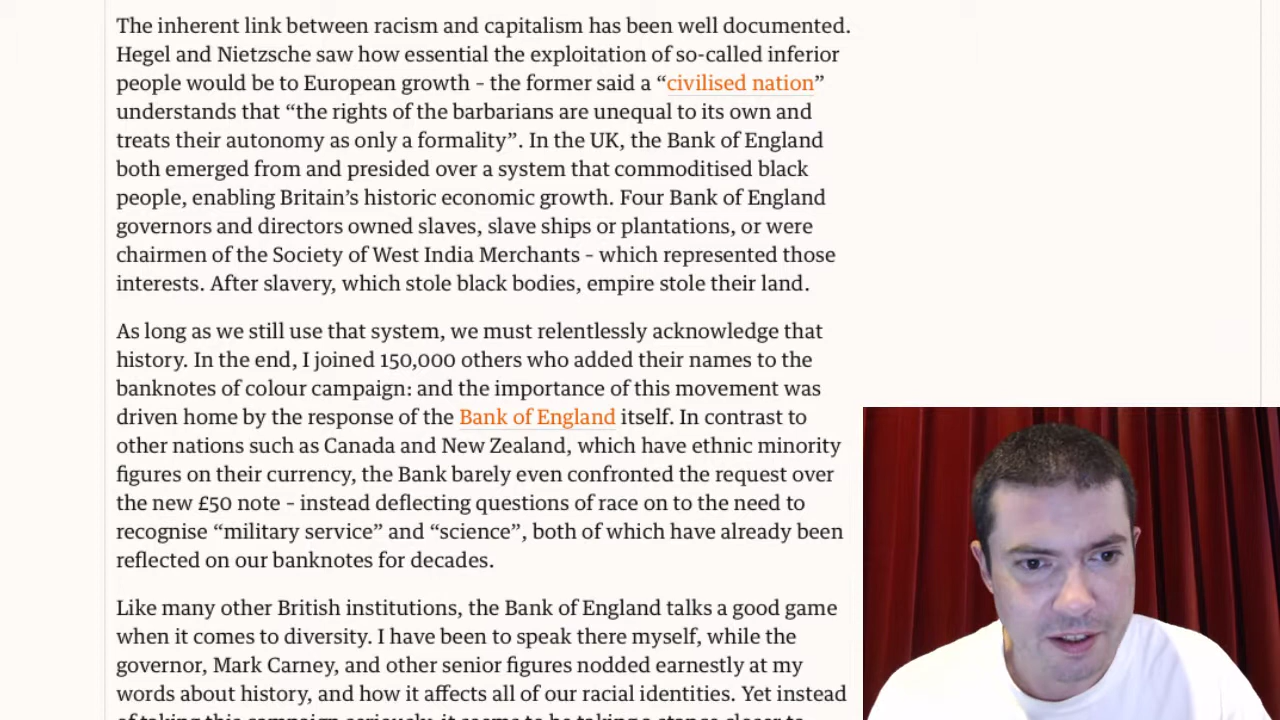 The inherent link between racism and capitalism has been well documented.
Hegel and Nietzsche saw how essential the exploitation of so-called inferior
people would be to European growth – the former said a “civilised nation”
understands that “the rights of the barbarians are unequal to its own and
treats their autonomy as only a formality”. In the UK, the Bank of England
both emerged from and presided over a system that commoditised black
people, enabling Britain’s historic economic growth. Four Bank of England
governors and directors owned slaves, slave ships or plantations, or were
chairmen of the Society of West India Merchants – which represented those
interests. After slavery, which stole black bodies, empire stole their land.
As long as we still use that system, we must relentlessly acknowledge that
history. In the end, I joined 150,000 others who added their names to the
banknotes of colour campaign: and the importance of this movement was
driven home by the response of the Bank of England itself. In contrast to
other nations such as Canada and New Zealand, which have ethnic minority
figures on their currency, the Bank barely even confronted the request over
the new £50 note – instead deflecting questions of race on to the need to
recognise “military service” and “science”, both of which have already been
reflected on our banknotes for decades.
Like many other British institutions, the Bank of England talks a good game
when it comes to diversity. I have been to speak there myself, while the
governor, Mark Carney, and other senior figures nodded earnestly at my
words about history, and how it affects all of our racial identities. Yet instead
of taking this campaign seriously, it seems to be taking a stance closer to